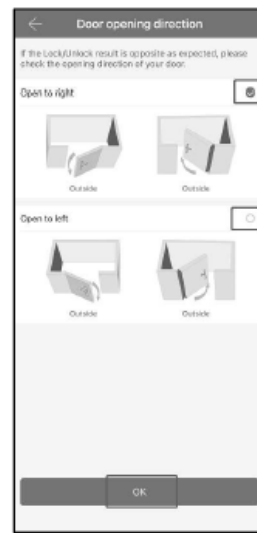 Door opening direction
If the Lock/Unlock result is opposite as expected, please
check the opening direction of your door.
Open to right
Outside
Outside
Open to left
Outside
Outside
OK